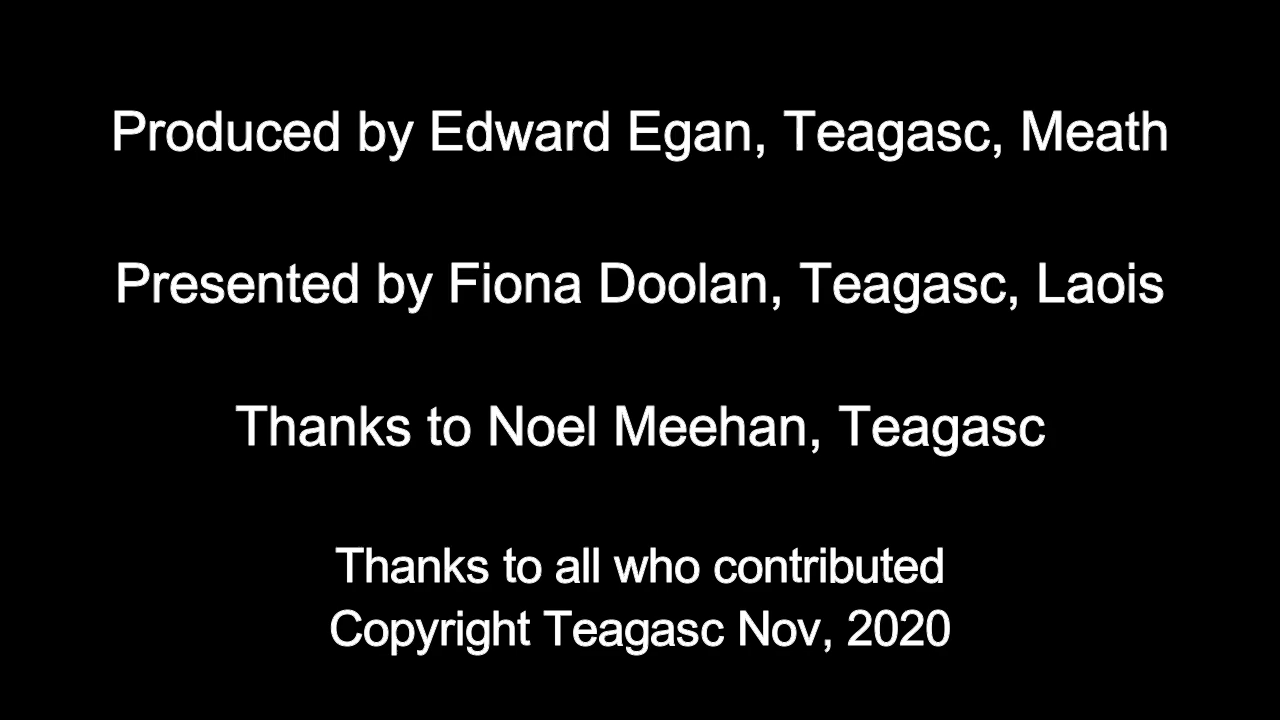 Produced by Edward Egan, Teagasc, Meath
Presented by Fiona Doolan, Teagasc, Laois
Thanks to Noel Meehan, Teagasc
Thanks to all who contributed
Copyright Teagasc Nov, 2020